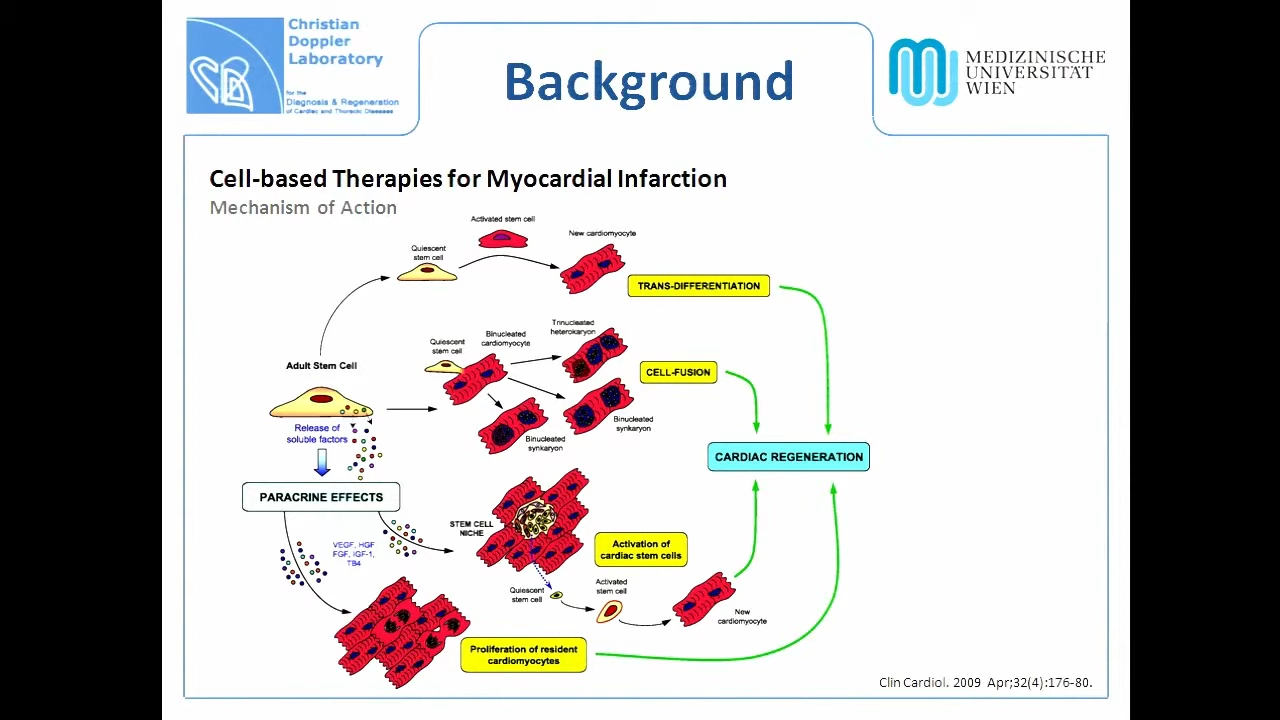 Christian
Doppler
Laboratory
for the
Diagnosis & Regeneration
of Cardiac and Thoracic Diseases
Background
MEDIZINISCHE
UNIVERSITÄT
WIEN
Cell-based Therapies for Myocardial Infarction
Mechanism of Action
Activated stem cell
Quiescent
stem cell
New cardiomyocyte
TRANS-DIFFERENTIATION
Quiescent
stem cell
Binucleated
cardiomyocyte
Trinucleated
heterokaryon
CELL-FUSION
Adult Stem Cell
Binucleated
synkaryon
Binucleated
synkaryon
Release of
soluble factors
CARDIAC REGENERATION
PARACRINE EFFECTS
STEM CELL
NICHE
VEGF, HGF
FGF, IGF-1,
TB4
Activation of
cardiac stem cells
Quiescent
stem cell
Activated
stem cell
New
cardiomyocyte
Proliferation of resident
cardiomyocytes
Clin Cardiol. 2009 Apr;32(4):176-80.